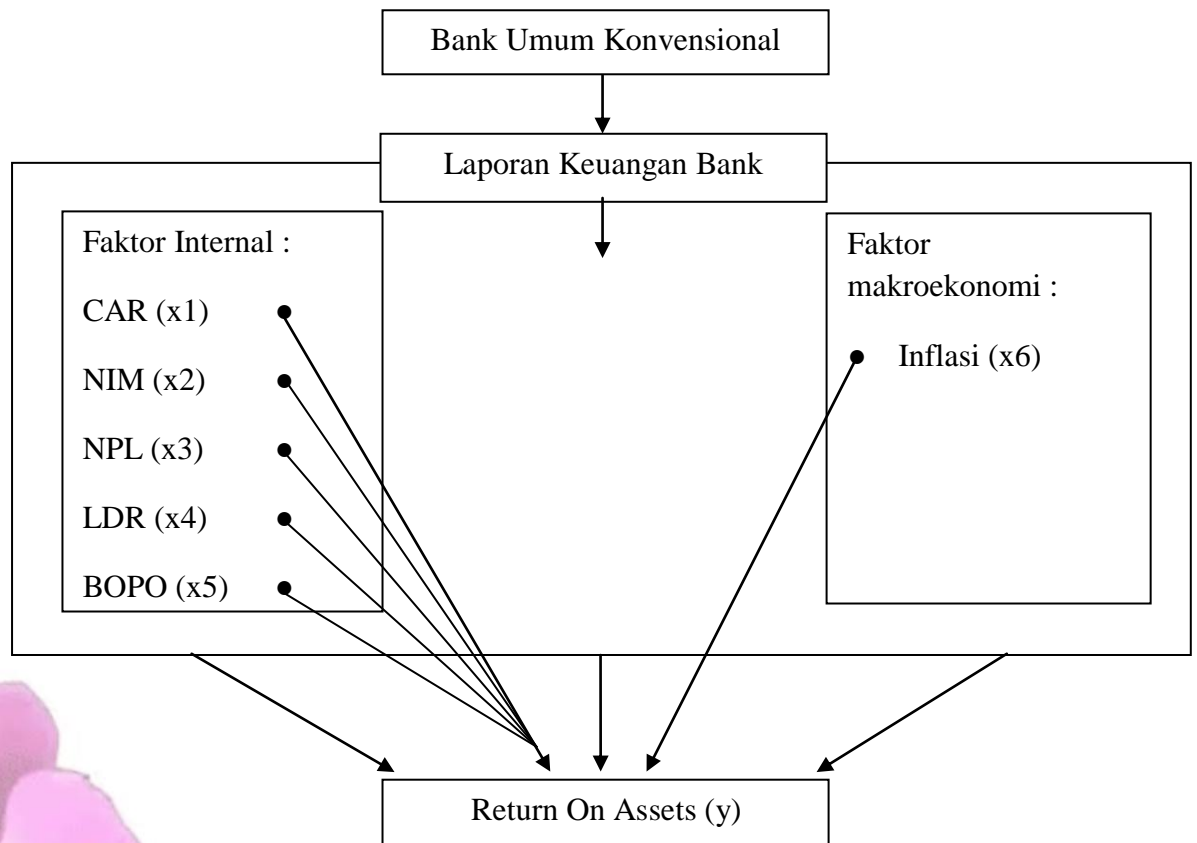 Bank Umum Konvensional
Laporan Keuangan Bank
Faktor Internal :
CAR (x1)
NIM (x2)
NPL (x3)
LDR (x4)
BOPO (x5)
Faktor
makroekonomi :
Inflasi (x6)
Return On Assets (y)